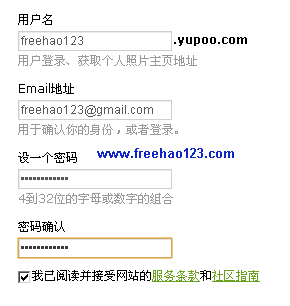 用户名
freehao123 .yupoo.com
用户登录、获取个人照片主页地址
Email地址
freehao123@gmail.com
用于确认你的身份，或者登录。
设一个密码 www.freehao123.com
••••••••••••
4到32位的字母或数字的组合
密码确认
••••••••••••
我已阅读并接受网站的服务条款和社区指南